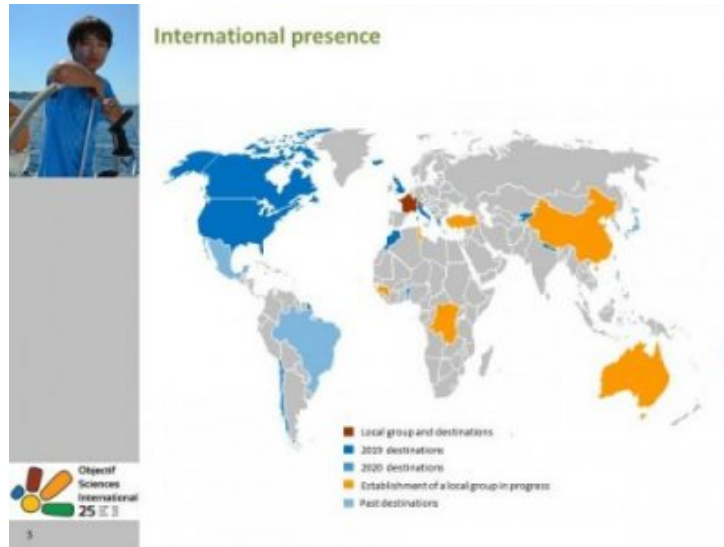 International presence
Local group and destinations
2019 destinations
2020 destinations
Establishment of a local group in progress
Past destinations
Objectif
Sciences
International
25
3